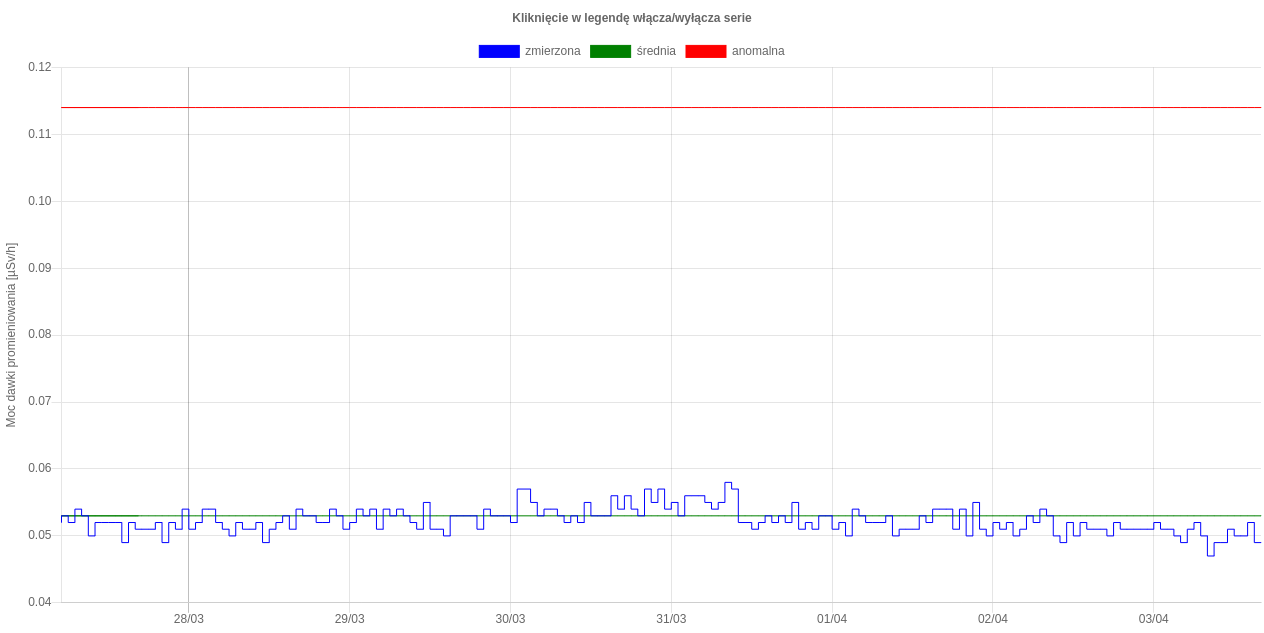 Kliknięcie w legendę włącza/wyłącza serie
zmierzona średnia anomalna
Moc dawki promieniowania [µSv/h]
0.12
0.11
0.10
0.09
0.08
0.07
0.06
0.05
0.04
28/03 29/03 30/03 31/03 01/04 02/04 03/04